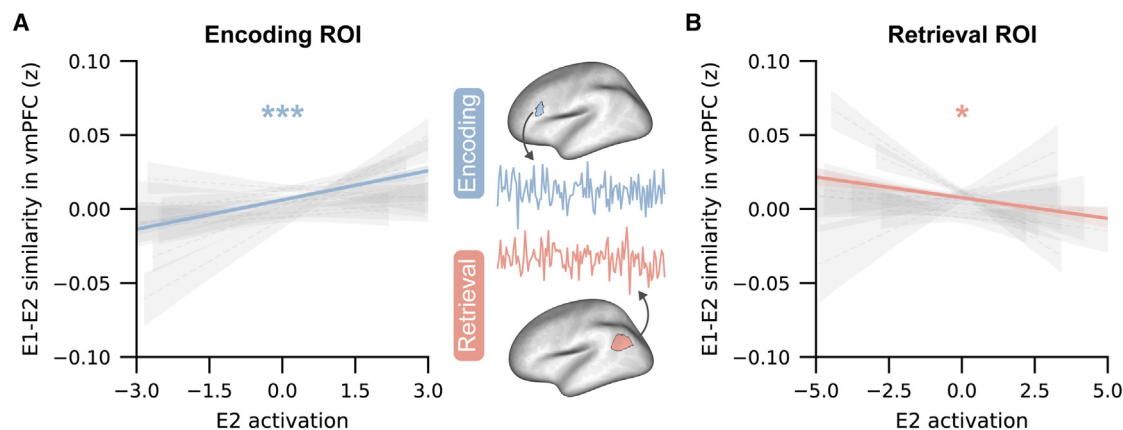 A
Encoding ROI
E1-E2 similarity in vmPFC (z)
0.10
0.05
0.00
−0.05
−0.10
−3.0 −1.5 0.0 1.5 3.0
E2 activation
***
Encoding
Retrieval
B
Retrieval ROI
E1-E2 similarity in vmPFC (z)
0.10
0.05
0.00
−0.05
−0.10
−5.0 −2.5 0.0 2.5 5.0
E2 activation
*